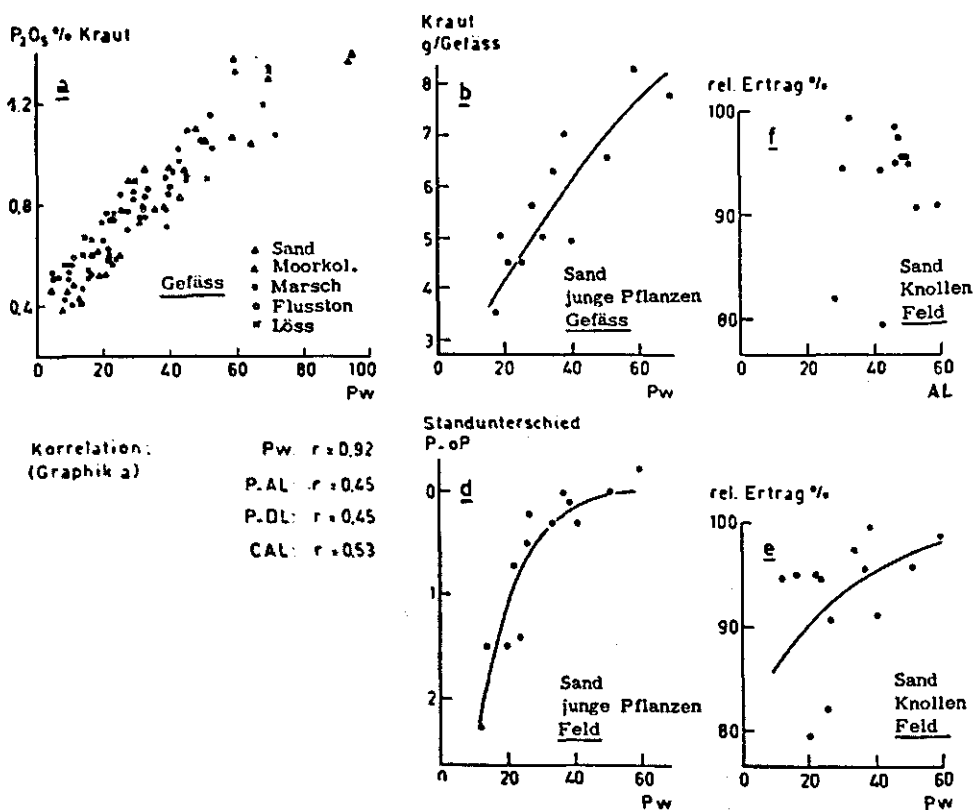 P₂O₅ % Kraut
a
1.2
0,8
0,4
Gefäss
Sand
Moorkol.
Marsch
Flusston
Löss
0 20 40 60 80 100
Pw
Kraut
g/Gefäss
b
8
7
6
5
4
3
Sand
junge Pflanzen
Gefäss
0 20 40 60
Pw
rel. Ertrag %
f
100
90
80
Sand
Knollen
Feld
0 20 40 60
AL
Korrelation:
(Graphik a)
Pw: r = 0,92
P-AL: r = 0,45
P-DL: r = 0,45
CAL: r = 0,53
Standunterschied
P-oP
d
0
1
2
Sand
junge Pflanzen
Feld
0 20 40 60
Pw
rel. Ertrag %
e
100
90
80
Sand
Knollen
Feld
0 20 40 60
Pw